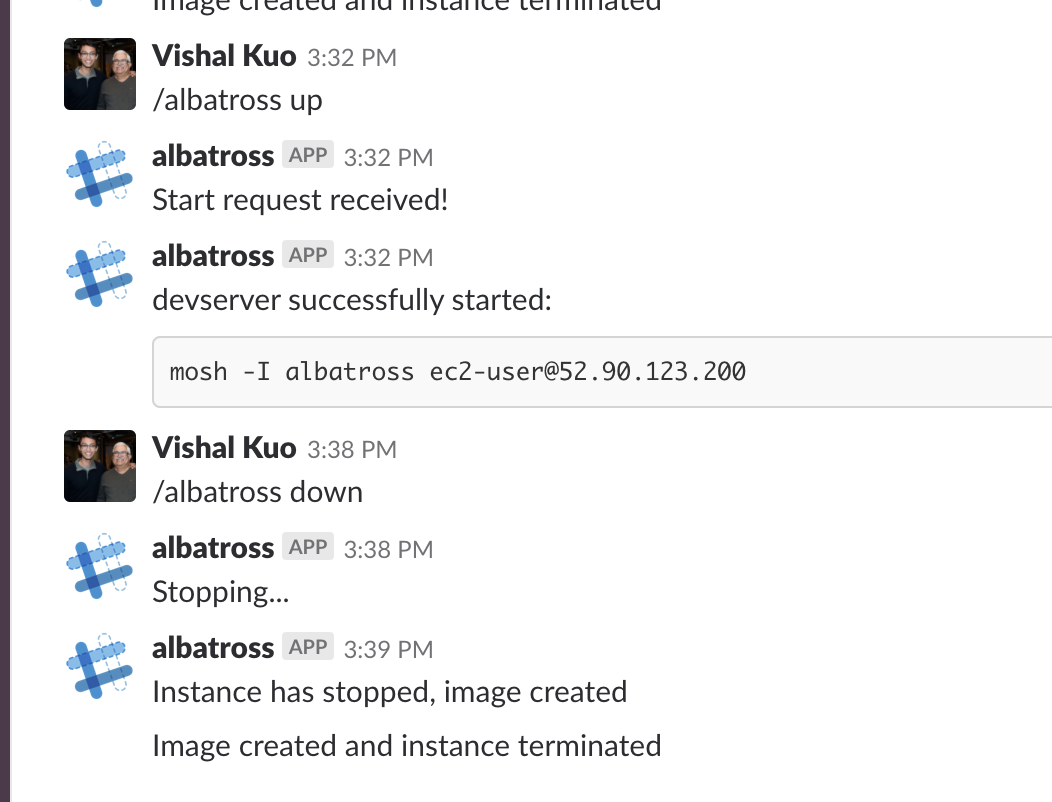 Image created and instance terminated
Vishal Kuo 3:32 PM
/albatross up
albatross APP 3:32 PM
Start request received!
albatross APP 3:32 PM
devserver successfully started:
mosh -I albatross ec2-user@52.90.123.200
Vishal Kuo 3:38 PM
/albatross down
albatross APP 3:38 PM
Stopping...
albatross APP 3:39 PM
Instance has stopped, image created
Image created and instance terminated